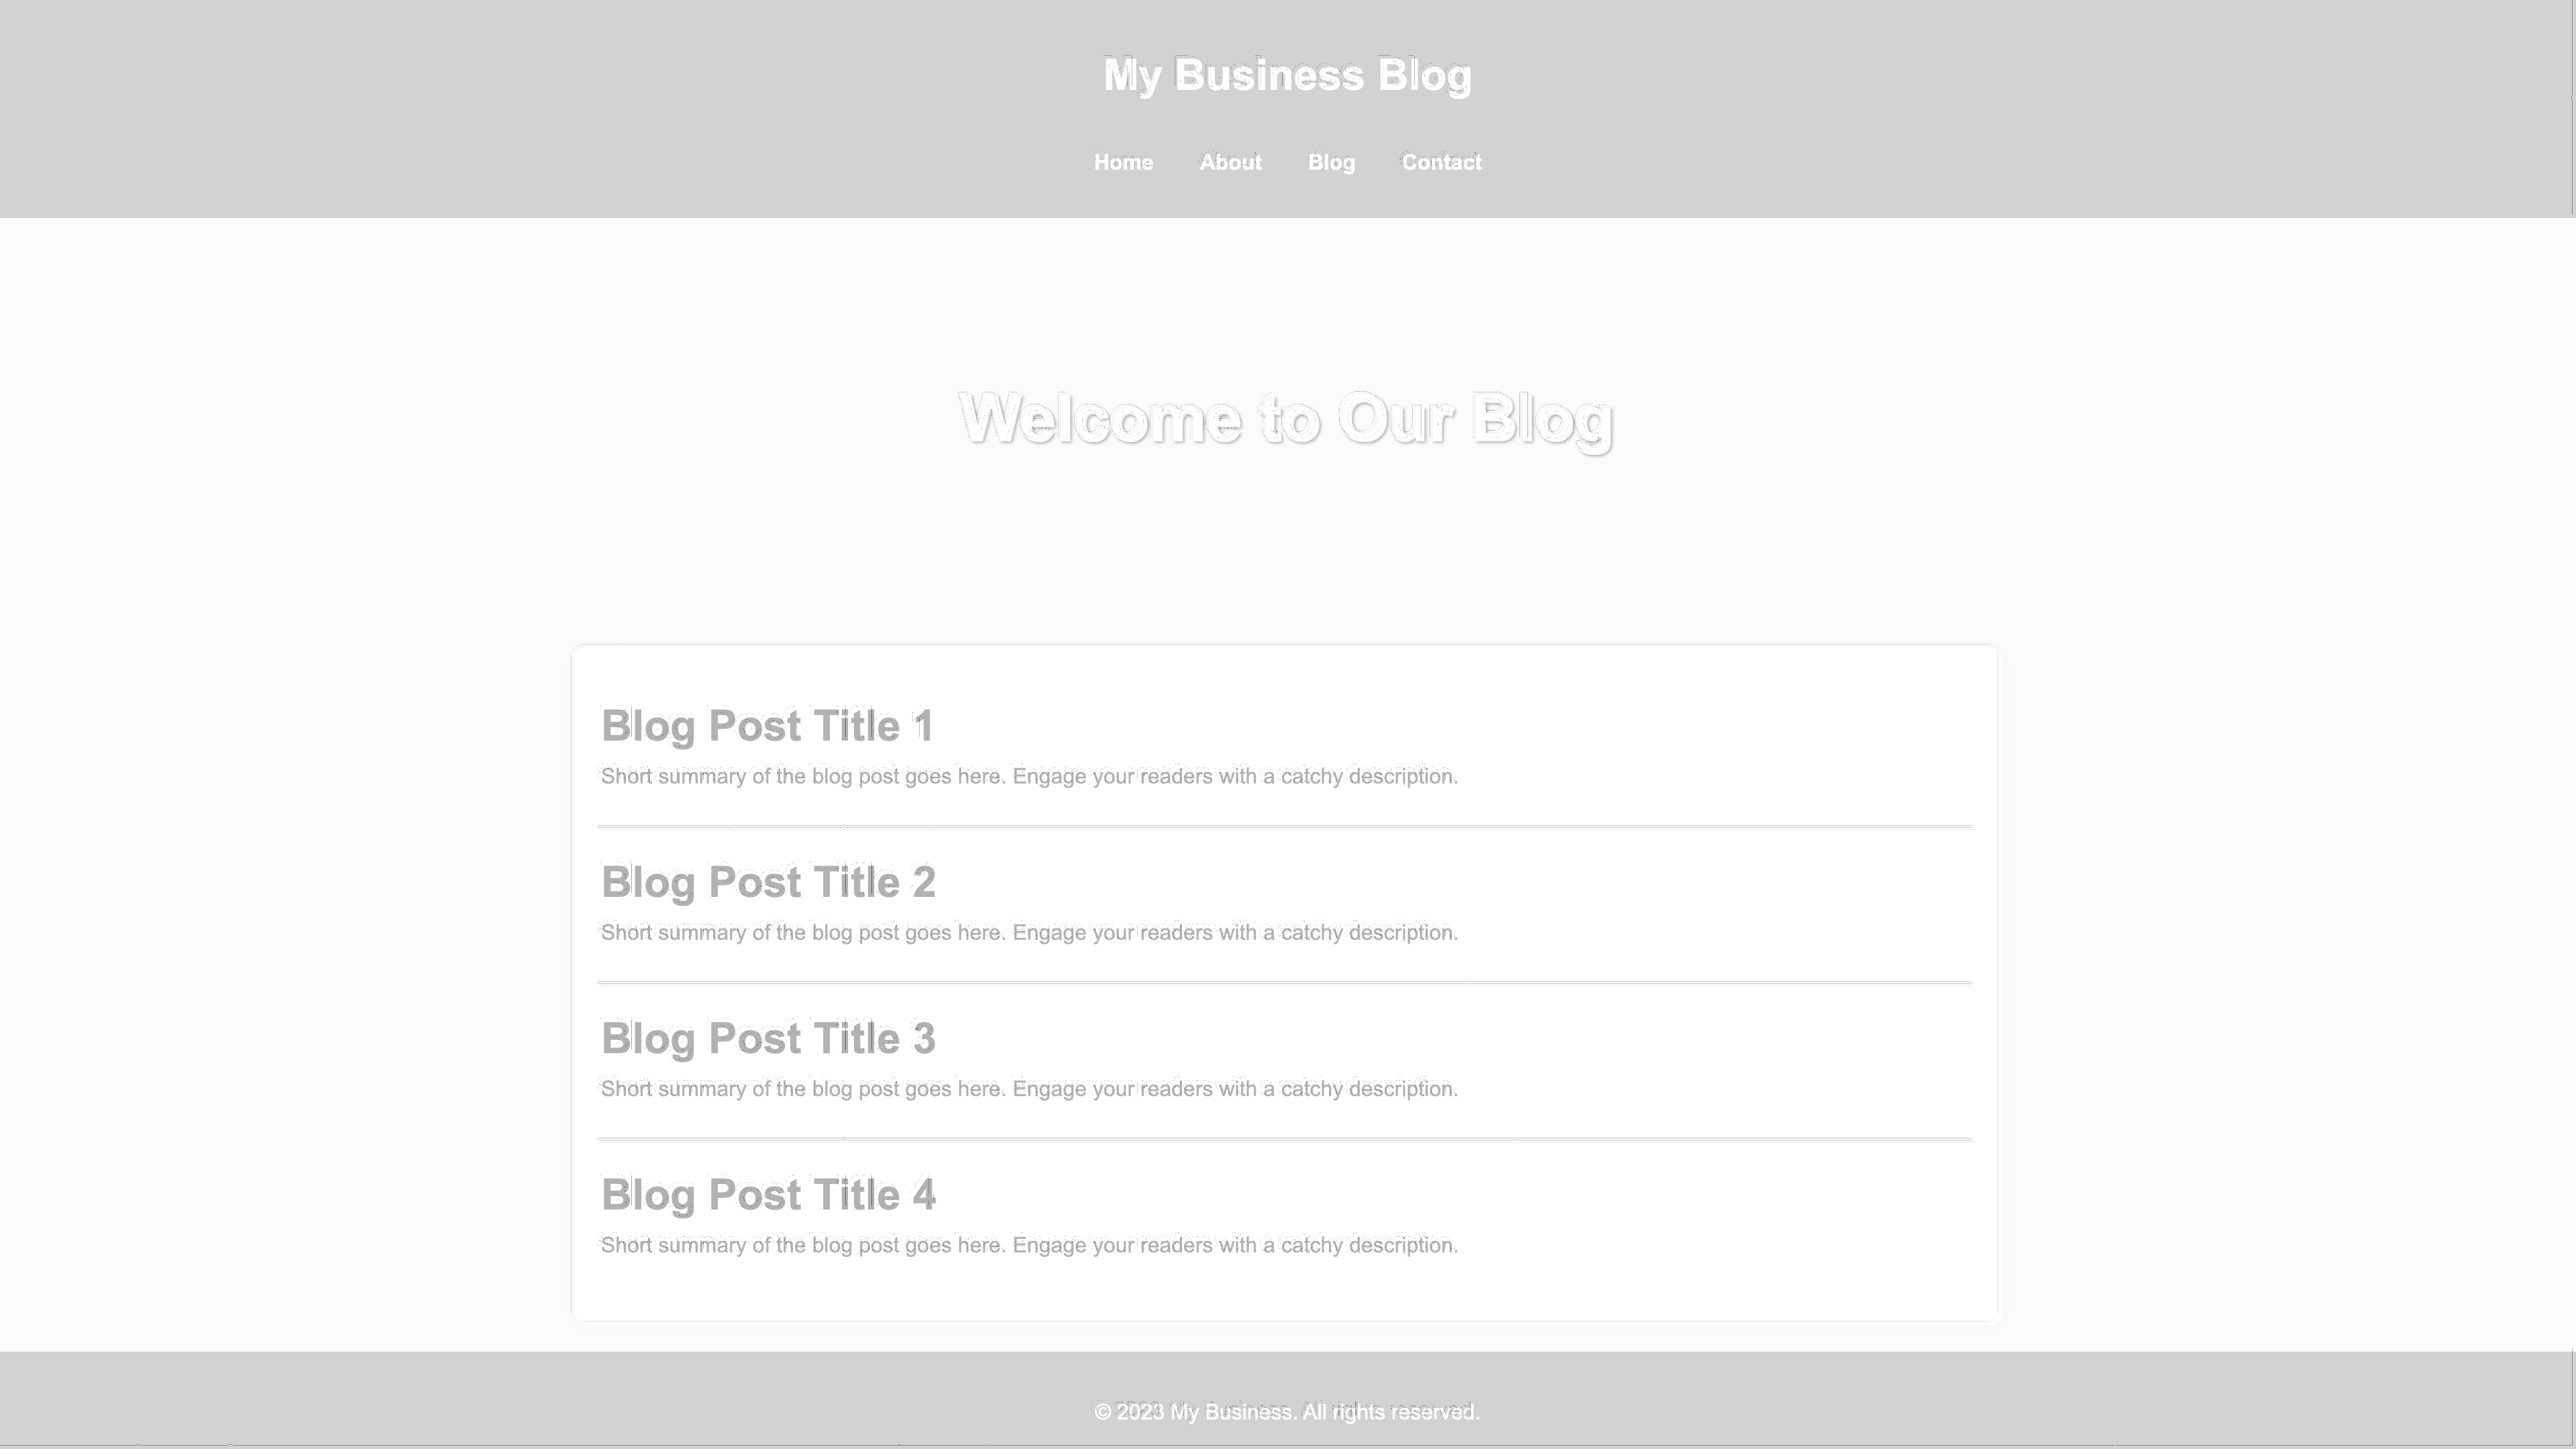 My Business Blog
Home About Blog Contact
Welcome to Our Blog
Blog Post Title 1
Short summary of the blog post goes here. Engage your readers with a catchy description.
Blog Post Title 2
Short summary of the blog post goes here. Engage your readers with a catchy description.
Blog Post Title 3
Short summary of the blog post goes here. Engage your readers with a catchy description.
Blog Post Title 4
Short summary of the blog post goes here. Engage your readers with a catchy description.
© 2023 My Business. All rights reserved.